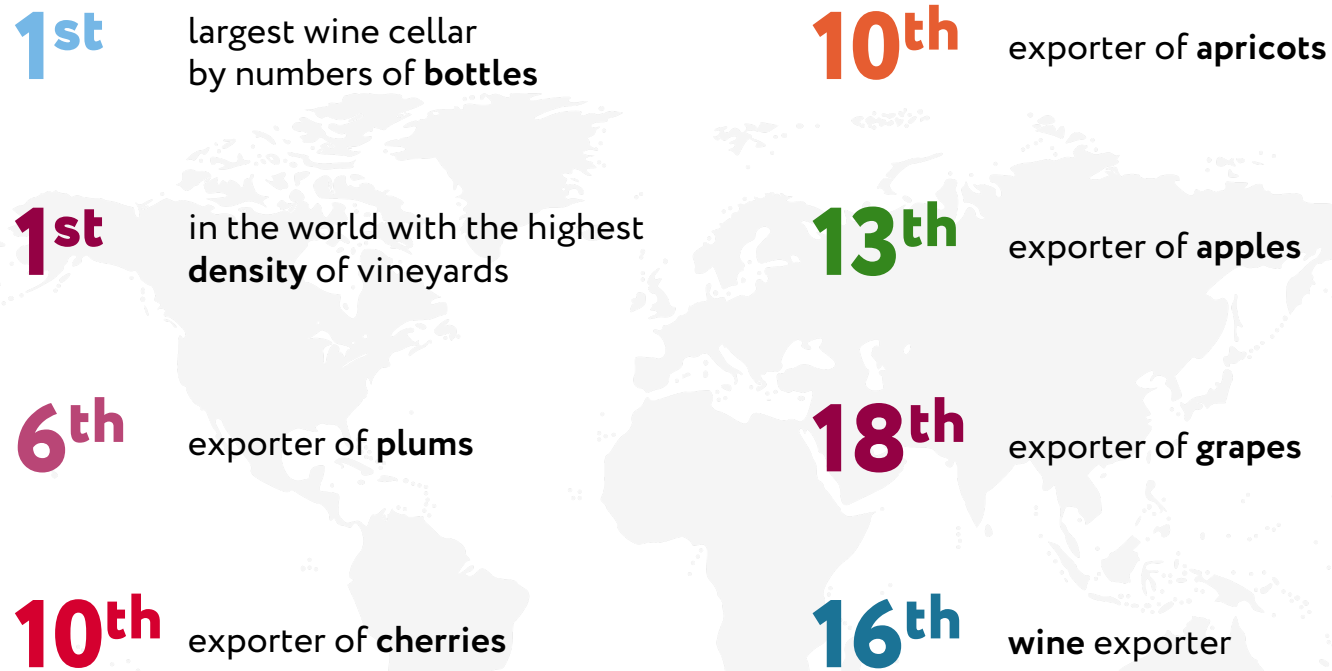 1st
largest wine cellar
by numbers of bottles
1st
in the world with the highest
density of vineyards
6th
exporter of plums
10th
exporter of cherries
10th
exporter of apricots
13th
exporter of apples
18th
exporter of grapes
16th
wine exporter